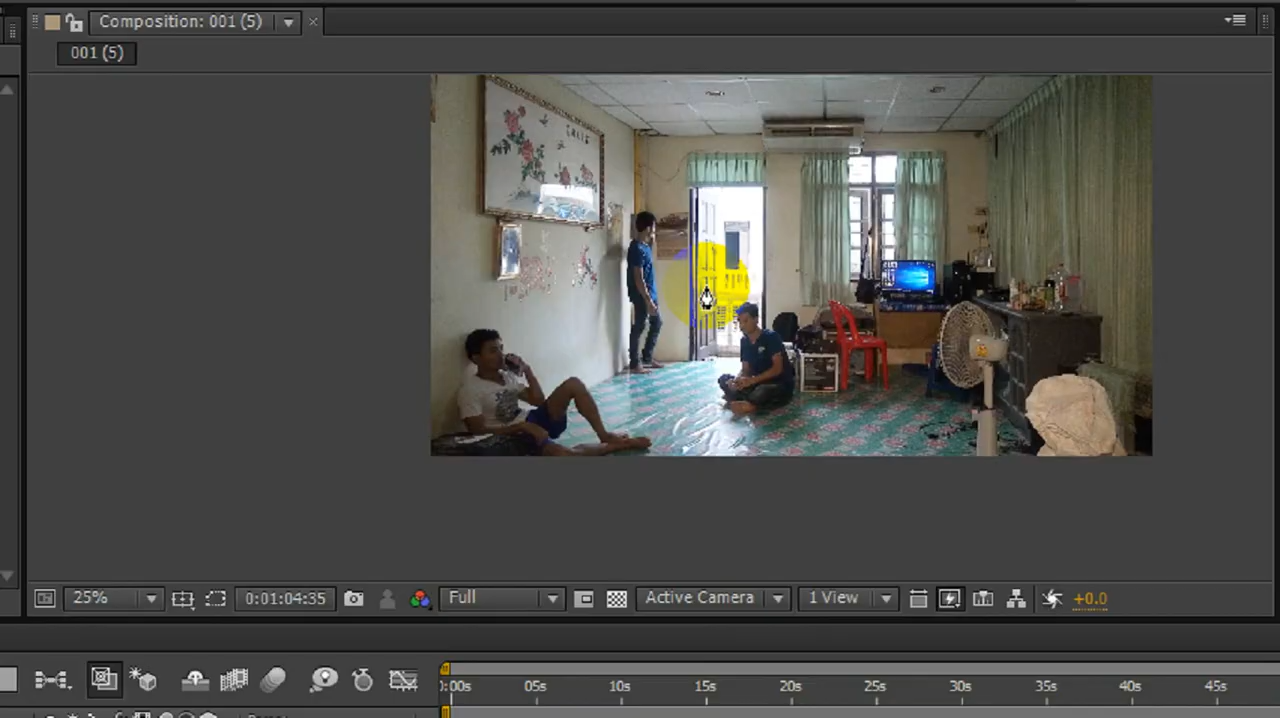 Composition: 001 (5)
001 (5)
25%
0:01:04:35
Full
Active Camera
1 View
+0.0
0:00s 05s 10s 15s 20s 25s 30s 35s 40s 45s